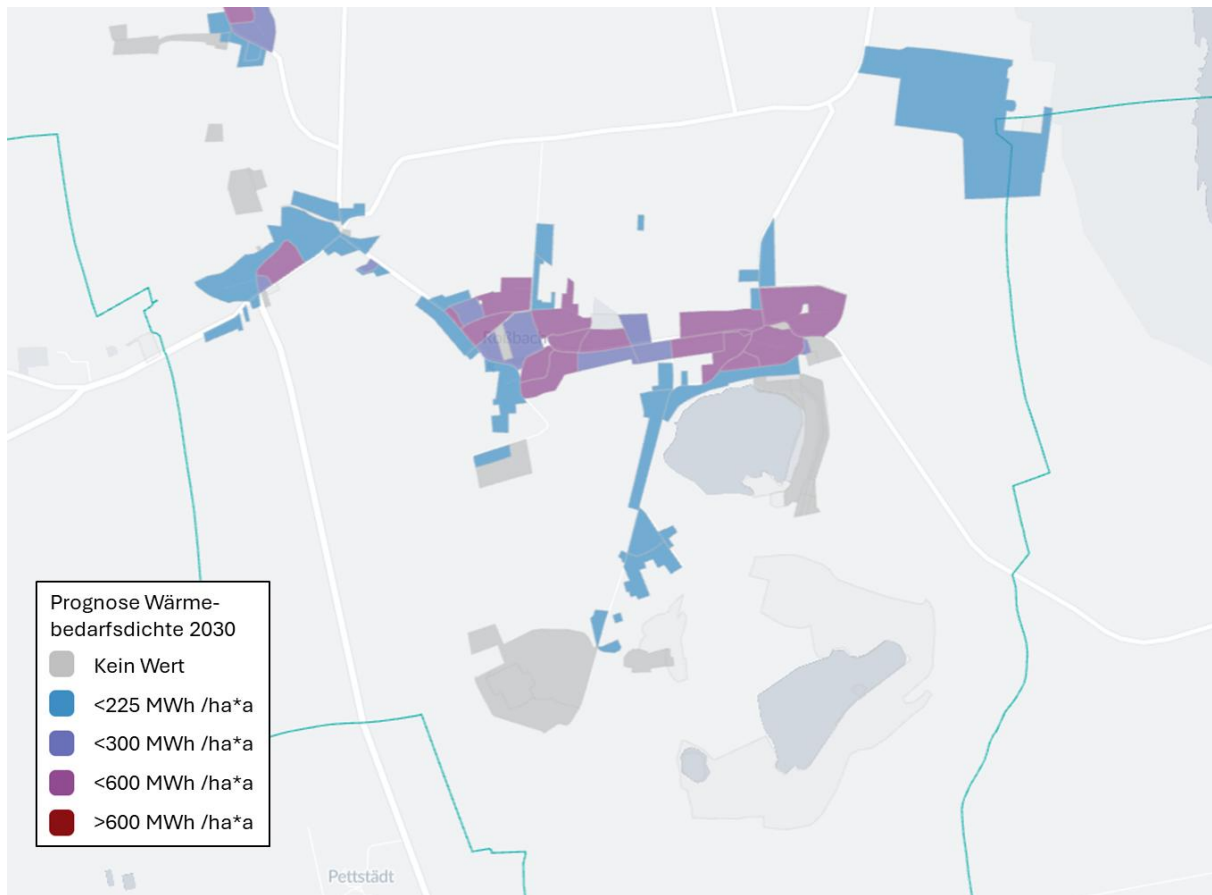 Roßbach
Prognose Wärme-
bedarfsdichte 2030
Kein Wert
<225 MWh /ha*a
<300 MWh /ha*a
<600 MWh /ha*a
>600 MWh /ha*a
Pettstädt